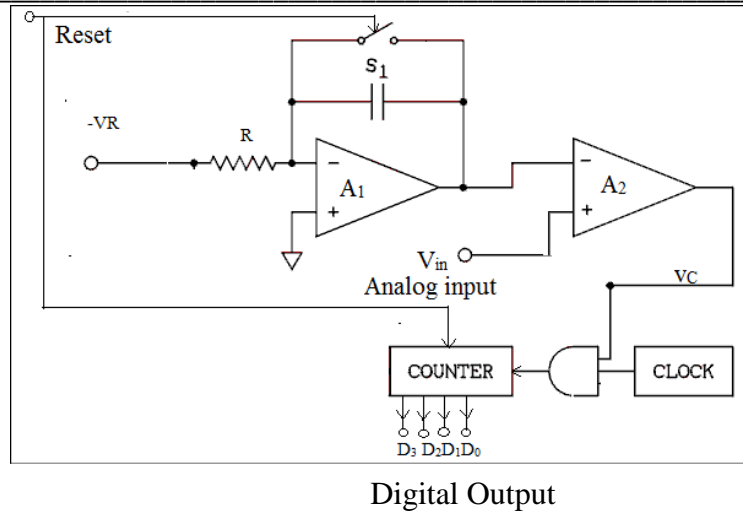 Reset
S1
-VR
R
A1
A2
Vin
Analog input
vC
COUNTER
CLOCK
D3 D2D1D0
Digital Output